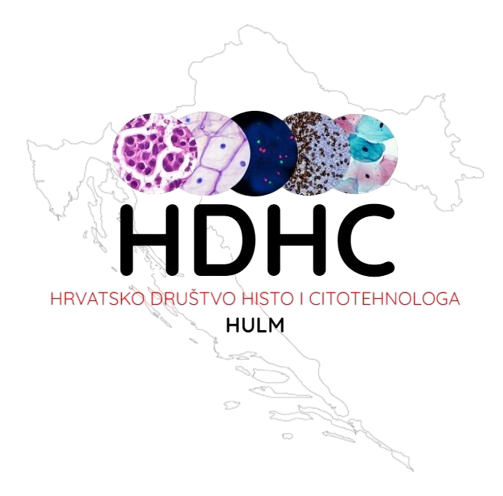 HDHC
HRVATSKO DRUŠTVO HISTO I CITOTEHNOLOGA
HULM